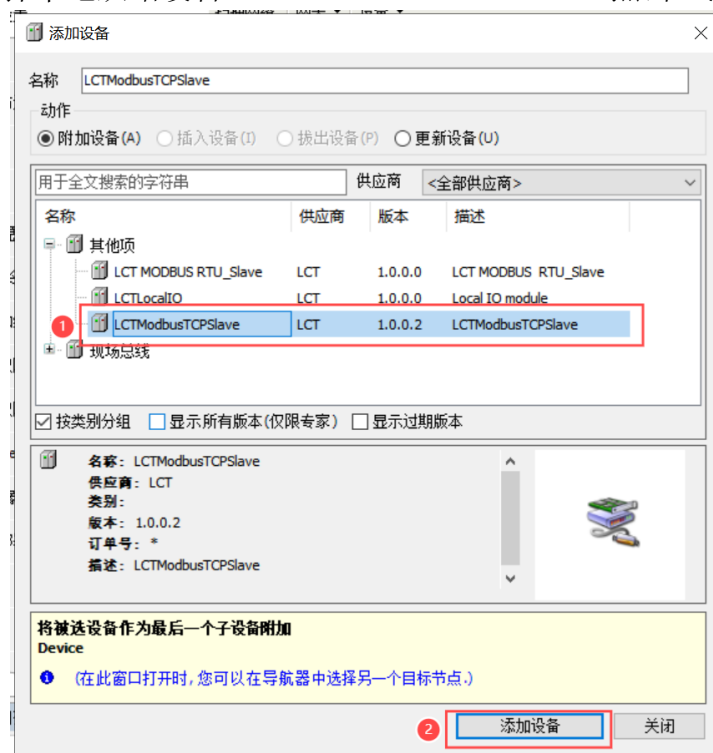 添加设备
名称 LCTModbusTCPSlave
动作
附加设备(A) 插入设备(I) 拔出设备(P) 更新设备(U)
用于全文搜索的字符串 供应商 <全部供应商>
名称 供应商 版本 描述
其他项
LCT MODBUS RTU_Slave LCT 1.0.0.0 LCT MODBUS RTU_Slave
LCTLocalIO LCT 1.0.0.0 Local IO module
1 LCTModbusTCPSlave LCT 1.0.0.2 LCTModbusTCPSlave
现场总线
按类别分组 显示所有版本(仅限专家) 显示过期版本
名称: LCTModbusTCPSlave
供应商: LCT
类别:
版本: 1.0.0.2
订单号: *
描述: LCTModbusTCPSlave
将被选设备作为最后一个子设备附加
Device
(在此窗口打开时,您可以在导航器中选择另一个目标节点.)
2 添加设备 关闭